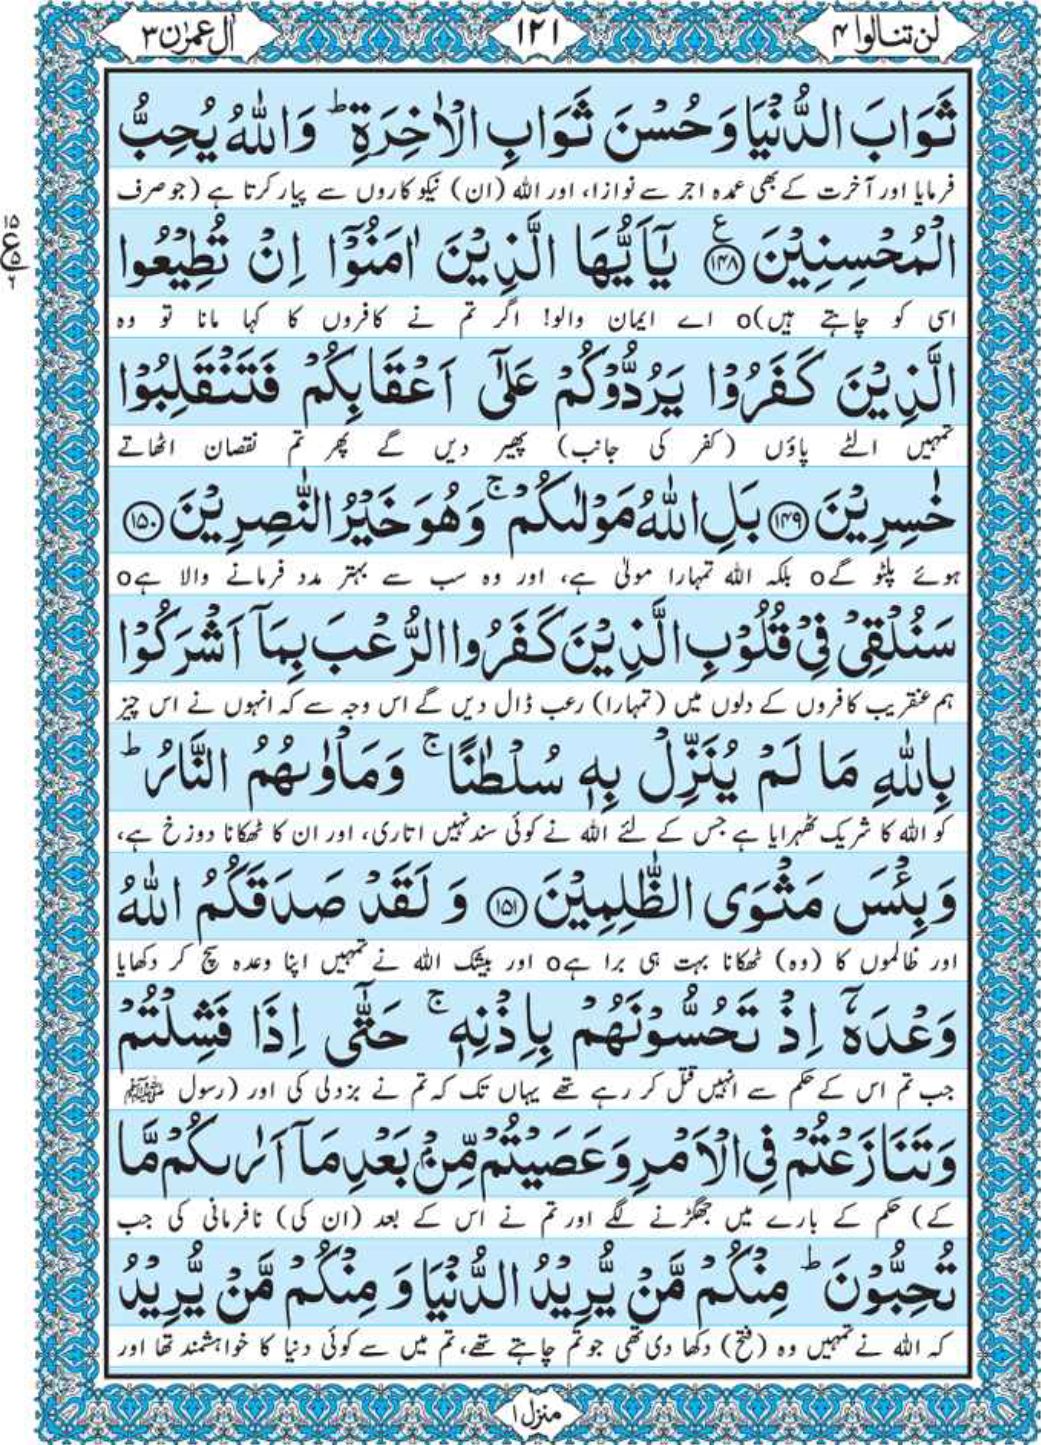 لن تنالوا ۴
۱۲۱
اٰل عمرٰن ۳
ثَوَابَ الدُّنْيَا وَ حُسْنَ ثَوَابِ الْاٰخِرَةِ ؕ وَاللّٰهُ يُحِبُّ
فرمایا اور آخرت کے بھی عمدہ اجر سے نوازا، اور اللہ (ان) نیکو کاروں سے پیار کرتا ہے (جو صرف
الْمُحْسِنِيْنَ ﴿۱۴۸﴾ ع يٰۤاَيُّهَا الَّذِيْنَ اٰمَنُوْۤا اِنْ تُطِيْعُوا
اسی کو چاہتے ہیں)o اے ایمان والو! اگر تم نے کافروں کا کہا مانا تو وہ
الَّذِيْنَ كَفَرُوْا يَرُدُّوْكُمْ عَلٰۤى اَعْقَابِكُمْ فَتَنْقَلِبُوْا
تمہیں الٹے پاؤں (کفر کی جانب) پھیر دیں گے پھر تم نقصان اٹھاتے
خٰسِرِيْنَ ﴿۱۴۹﴾ بَلِ اللّٰهُ مَوْلٰىكُمْ ۚ وَهُوَ خَيْرُ النّٰصِرِيْنَ ﴿۱۵۰﴾
ہوئے پلٹو گےo بلکہ اللہ تمہارا مولیٰ ہے، اور وہ سب سے بہتر مدد فرمانے والا ہےo
سَنُلْقِيْ فِيْ قُلُوْبِ الَّذِيْنَ كَفَرُوا الرُّعْبَ بِمَاۤ اَشْرَكُوْا
ہم عنقریب کافروں کے دلوں میں (تمہارا) رعب ڈال دیں گے اس وجہ سے کہ انہوں نے اس چیز
بِاللّٰهِ مَا لَمْ يُنَزِّلْ بِهٖ سُلْطٰنًا ۚ وَمَاْوٰىهُمُ النَّارُ ؕ
کو اللہ کا شریک ٹھہرایا ہے جس کے لئے اللہ نے کوئی سند نہیں اتاری، اور ان کا ٹھکانا دوزخ ہے،
وَبِئْسَ مَثْوَى الظّٰلِمِيْنَ ﴿۱۵۱﴾ وَ لَقَدْ صَدَقَكُمُ اللّٰهُ
اور ظالموں کا (وہ) ٹھکانا بہت ہی برا ہےo اور بیشک اللہ نے تمہیں اپنا وعدہ سچ کر دکھایا
وَعْدَهٗۤ اِذْ تَحُسُّوْنَهُمْ بِاِذْنِهٖ ۚ حَتّٰۤى اِذَا فَشِلْتُمْ
جب تم اس کے حکم سے انہیں قتل کر رہے تھے یہاں تک کہ تم نے بزدلی کی اور (رسول ﷺ
وَتَنَازَعْتُمْ فِي الْاَمْرِ وَعَصَيْتُمْ مِّنْۢ بَعْدِ مَاۤ اَرٰىكُمْ مَّا
کے) حکم کے بارے میں جھگڑنے لگے اور تم نے اس کے بعد (ان کی) نافرمانی کی جب
تُحِبُّوْنَ ؕ مِنْكُمْ مَّنْ يُّرِيْدُ الدُّنْيَا وَ مِنْكُمْ مَّنْ يُّرِيْدُ
کہ اللہ نے تمہیں وہ (فتح) دکھا دی تھی جو تم چاہتے تھے، تم میں سے کوئی دنیا کا خواہشمند تھا اور
منزل ۱